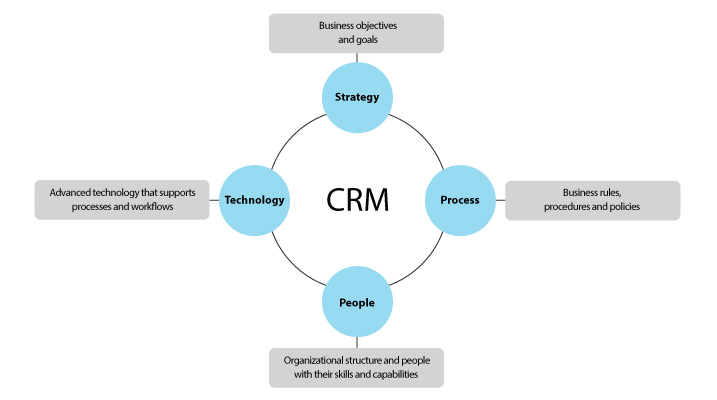 Business objectives
and goals
Strategy
Advanced technology that supports
processes and workflows
Technology
CRM
Process
Business rules,
procedures and policies
People
Organizational structure and people
with their skills and capabilities